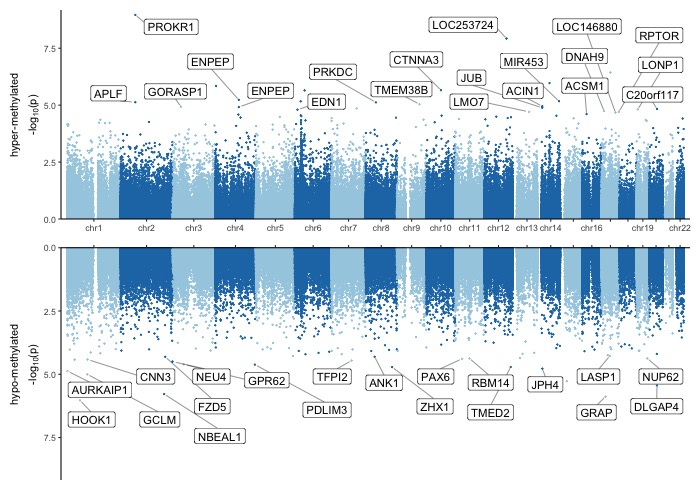 PROKR1
LOC253724
LOC146880
RPTOR
ENPEP
CTNNA3
MIR453
DNAH9
LONP1
PRKDC
JUB
APLF
GORASP1
ENPEP
TMEM38B
ACIN1
ACSM1
C20orf117
EDN1
LMO7
hyper-methylated
-log10(p)
7.5
5.0
2.5
0.0
chr1 chr2 chr3 chr4 chr5 chr6 chr7 chr8 chr9 chr10 chr11 chr12 chr13 chr14 chr16 chr19 chr22
hypo-methylated
-log10(p)
0.0
2.5
5.0
7.5
CNN3
NEU4
GPR62
TFPI2
ANK1
PAX6
RBM14
JPH4
LASP1
NUP62
AURKAIP1
FZD5
PDLIM3
ZHX1
TMED2
GRAP
DLGAP4
HOOK1
GCLM
NBEAL1